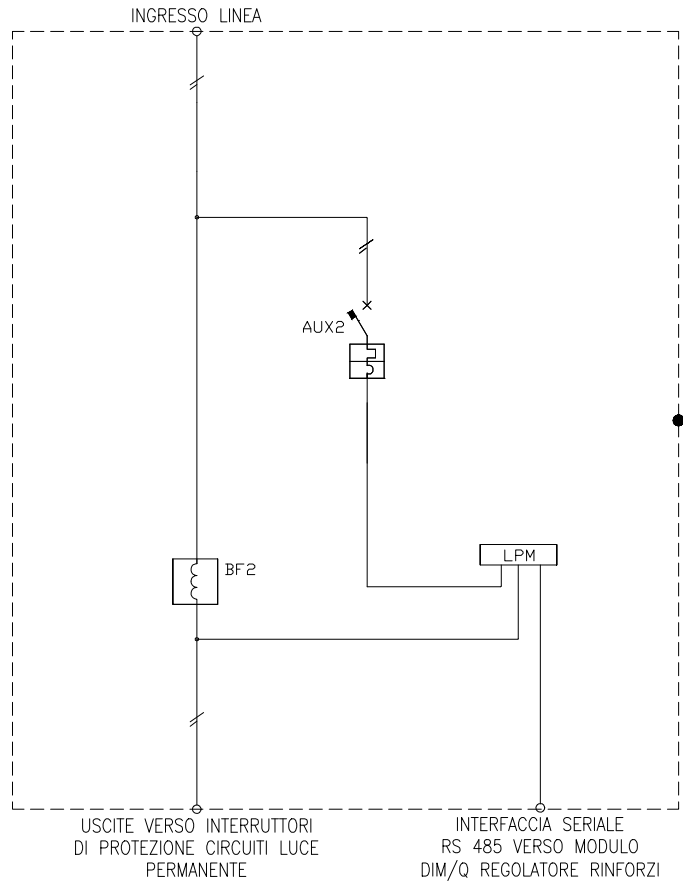 INGRESSO LINEA
AUX2
LPM
BF2
USCITE VERSO INTERRUTTORI
DI PROTEZIONE CIRCUITI LUCE
PERMANENTE
INTERFACCIA SERIALE
RS 485 VERSO MODULO
DIM/Q REGOLATORE RINFORZI